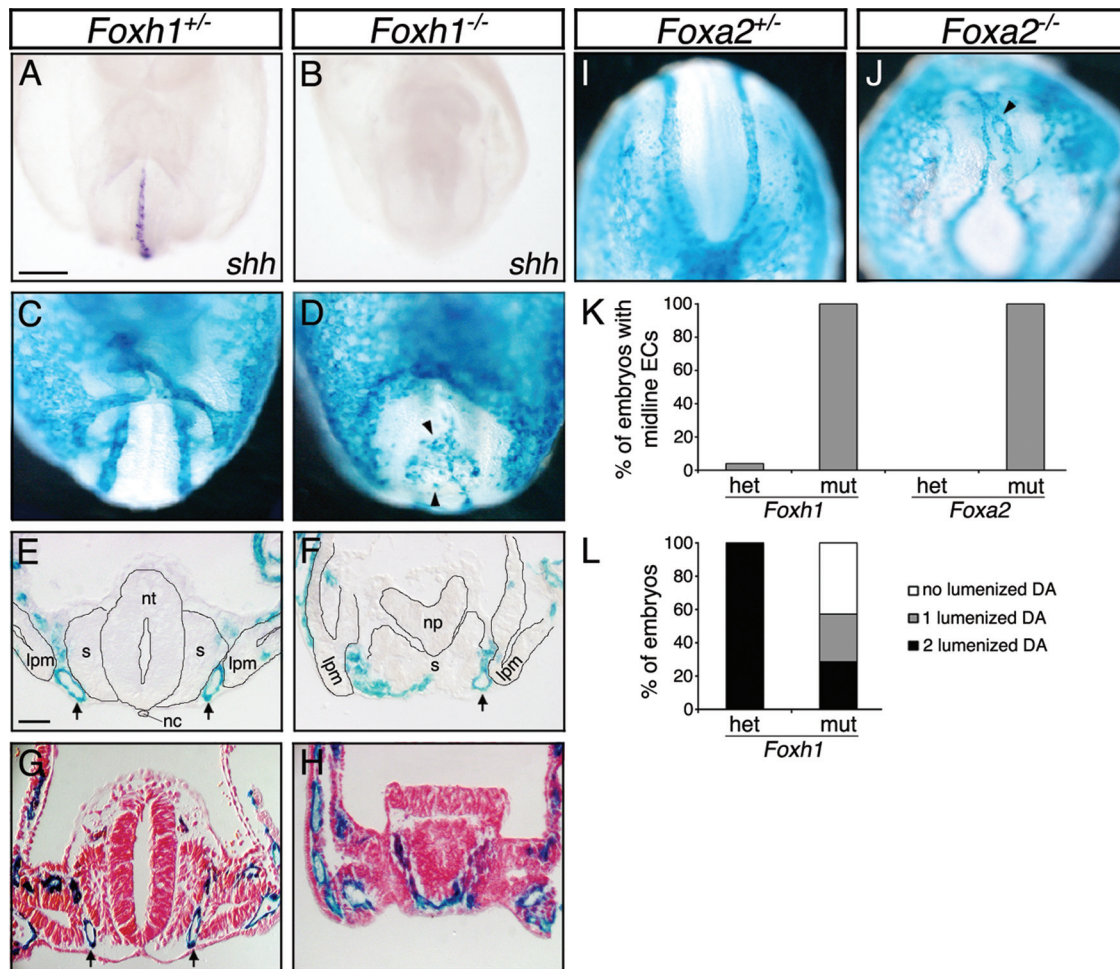 Foxh1+/-
Foxh1-/-
Foxa2+/-
Foxa2-/-
A
shh
B
shh
I
J
C
D
K
% of embryos with
midline ECs
100
80
60
40
20
0
het
mut
het
mut
Foxh1
Foxa2
E
nt
s
s
lpm
lpm
nc
F
np
lpm
s
lpm
L
% of embryos
100
80
60
40
20
0
het
mut
Foxh1
no lumenized DA
1 lumenized DA
2 lumenized DA
G
H